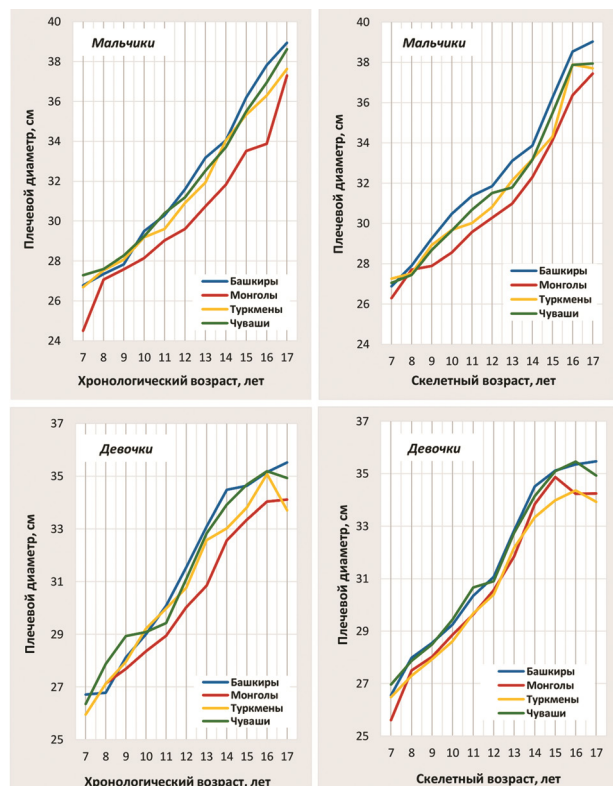 Мальчики
Плечевой диаметр, см
40
38
36
34
32
30
28
26
24
Башкиры
Монголы
Туркмены
Чуваши
7 8 9 10 11 12 13 14 15 16 17
Хронологический возраст, лет
Мальчики
Плечевой диаметр, см
40
38
36
34
32
30
28
26
24
Башкиры
Монголы
Туркмены
Чуваши
7 8 9 10 11 12 13 14 15 16 17
Скелетный возраст, лет
Девочки
Плечевой диаметр, см
37
35
33
31
29
27
25
Башкиры
Монголы
Туркмены
Чуваши
7 8 9 10 11 12 13 14 15 16 17
Хронологический возраст, лет
Девочки
Плечевой диаметр, см
37
35
33
31
29
27
25
Башкиры
Монголы
Туркмены
Чуваши
7 8 9 10 11 12 13 14 15 16 17
Скелетный возраст, лет